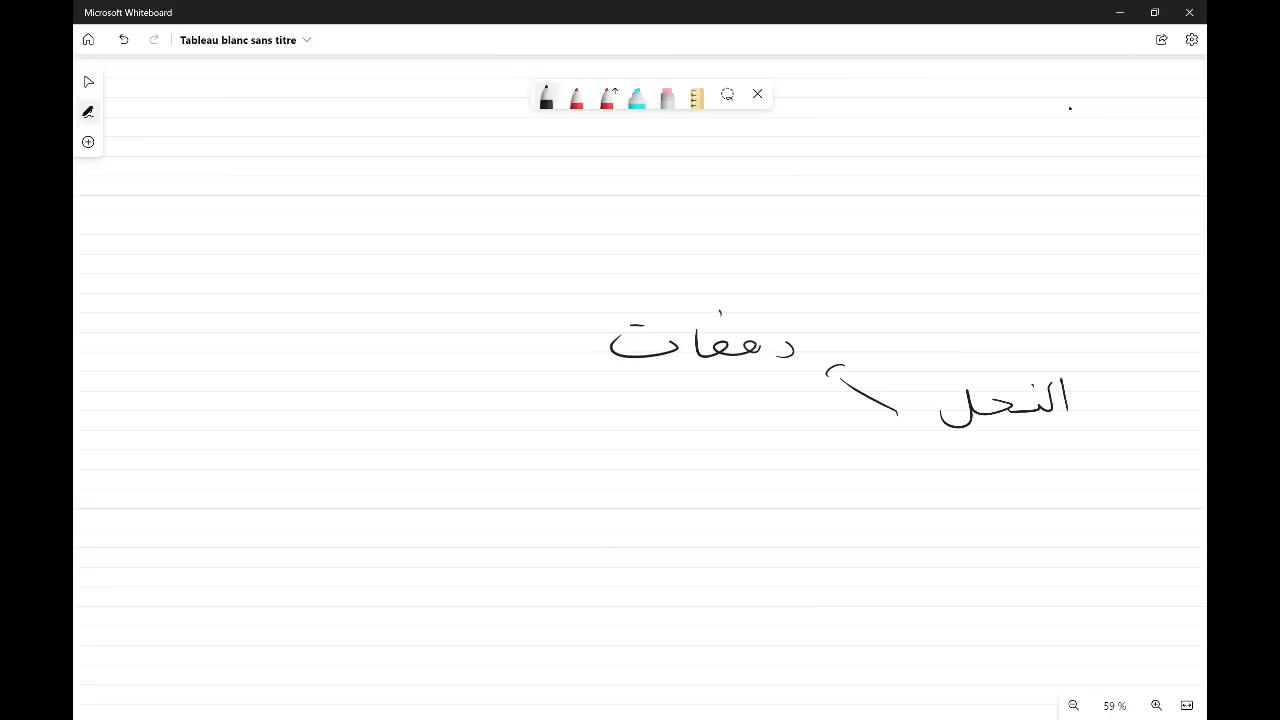 Microsoft Whiteboard
Tableau blanc sans titre
النحل
59 %